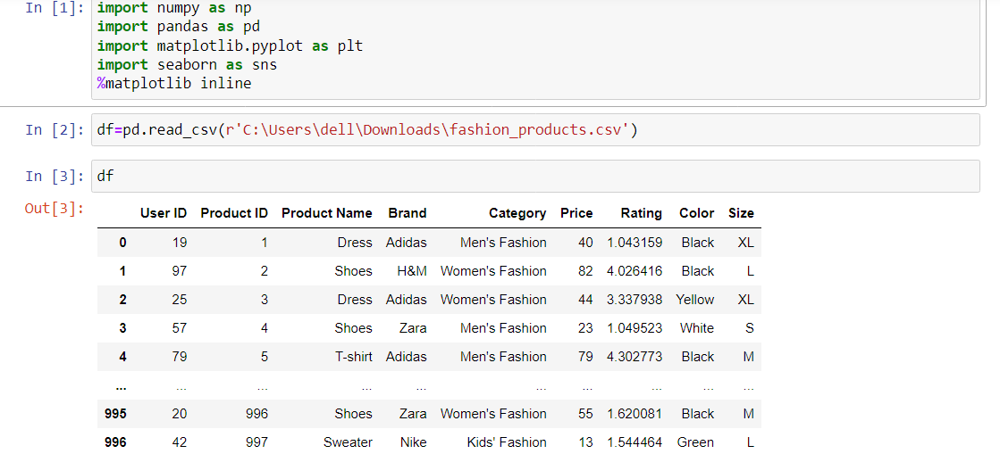 In [1]: import numpy as np
import pandas as pd
import matplotlib.pyplot as plt
import seaborn as sns
%matplotlib inline
In [2]: df=pd.read_csv(r'C:\Users\dell\Downloads\fashion_products.csv')
In [3]: df
Out[3]:
User ID Product ID Product Name Brand Category Price Rating Color Size
0 19 1 Dress Adidas Men's Fashion 40 1.043159 Black XL
1 97 2 Shoes H&M Women's Fashion 82 4.026416 Black L
2 25 3 Dress Adidas Women's Fashion 44 3.337938 Yellow XL
3 57 4 Shoes Zara Men's Fashion 23 1.049523 White S
4 79 5 T-shirt Adidas Men's Fashion 79 4.302773 Black M
... ... ... ... ... ... ... ... ... ...
995 20 996 Shoes Zara Women's Fashion 55 1.620081 Black M
996 42 997 Sweater Nike Kids' Fashion 13 1.544464 Green L